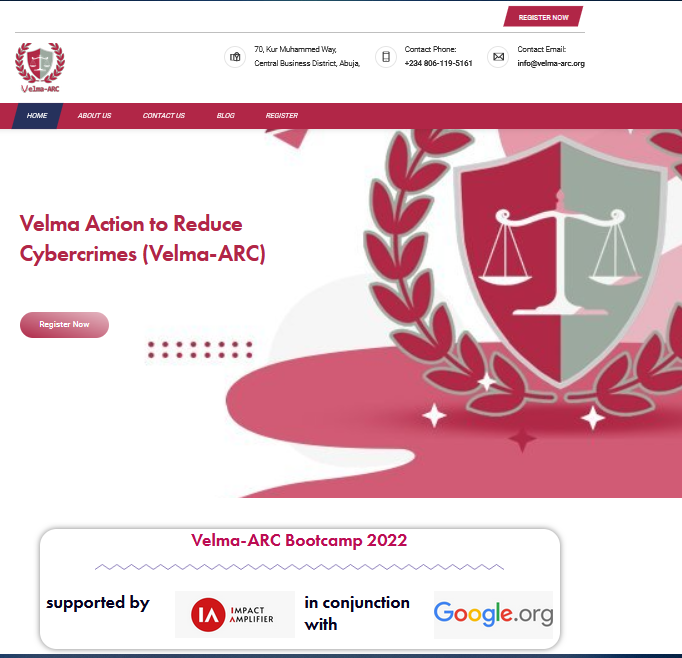 REGISTER NOW
70, Kur Muhammed Way,
Central Business District, Abuja,
Contact Phone:
+234 806-119-5161
Contact Email:
info@velma-arc.org
Velma-ARC
HOME
ABOUT US
CONTACT US
BLOG
REGISTER
Velma Action to Reduce
Cybercrimes (Velma-ARC)
Register Now
Velma-ARC Bootcamp 2022
supported by
IA
IMPACT
AMPLIFIER
in conjunction
with
Google.org